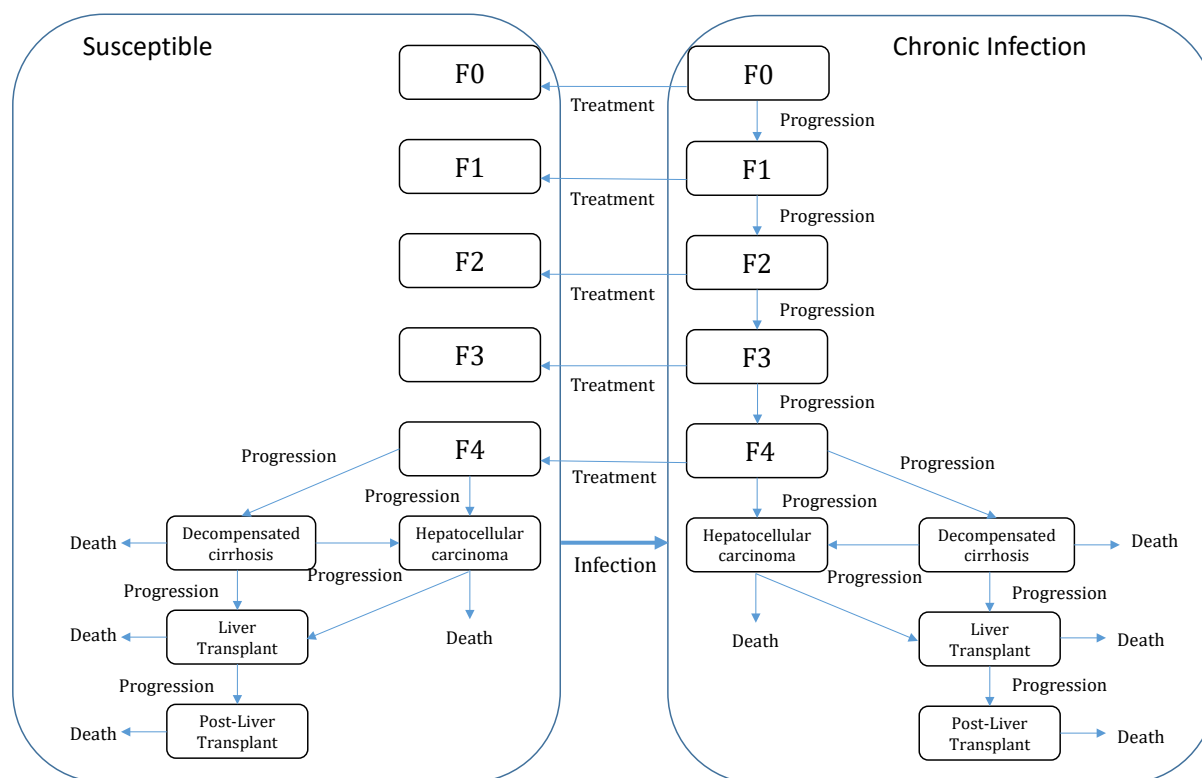 Susceptible
Chronic Infection
F0
F0
Treatment
Progression
F1
F1
Treatment
Progression
F2
F2
Treatment
Progression
F3
F3
Treatment
Progression
F4
F4
Progression
Treatment
Progression
Progression
Progression
Decompensated
cirrhosis
Hepatocellular
carcinoma
Hepatocellular
carcinoma
Decompensated
cirrhosis
Death
Death
Infection
Progression
Progression
Progression
Progression
Liver
Transplant
Liver
Transplant
Death
Death
Death
Death
Progression
Progression
Post-Liver
Transplant
Post-Liver
Transplant
Death
Death